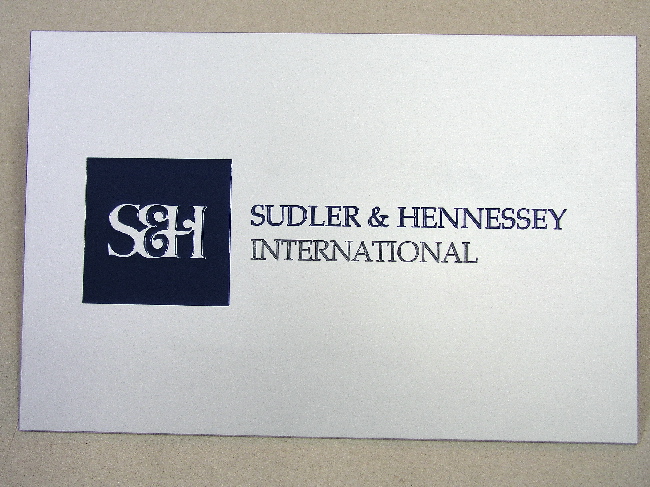 S&H
SUDLER & HENNESSEY
INTERNATIONAL